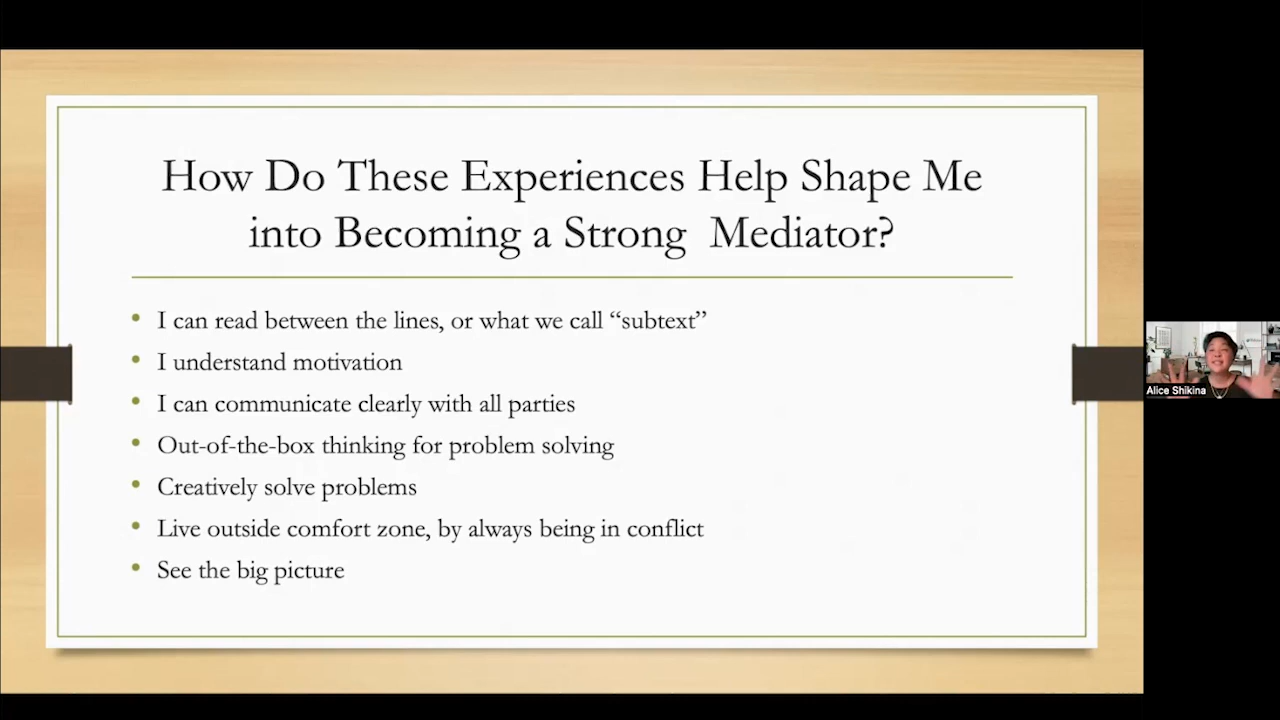 How Do These Experiences Help Shape Me
into Becoming a Strong  Mediator?
• I can read between the lines, or what we call “subtext”
• I understand motivation
• I can communicate clearly with all parties
• Out-of-the-box thinking for problem solving
• Creatively solve problems
• Live outside comfort zone, by always being in conflict
• See the big picture
Alice Shikina